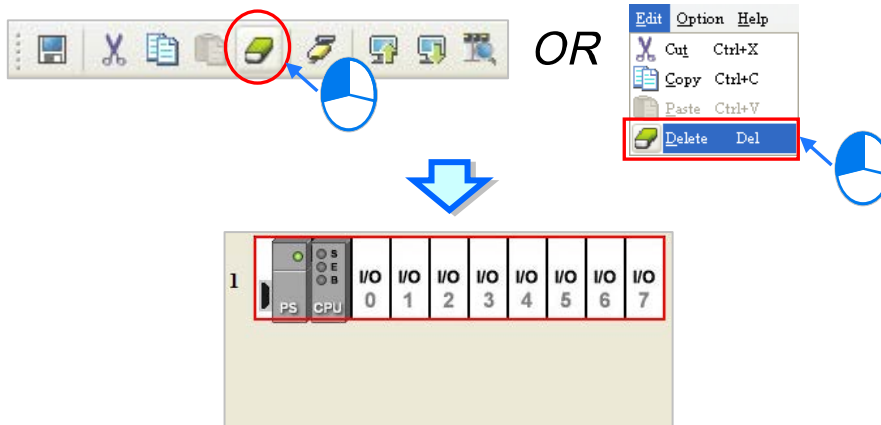 OR
Edit Option Help
Cut Ctrl+X
Copy Ctrl+C
Paste Ctrl+V
Delete Del
1
PS
CPU
S
E
B
I/O I/O I/O I/O I/O I/O I/O I/O
0 1 2 3 4 5 6 7